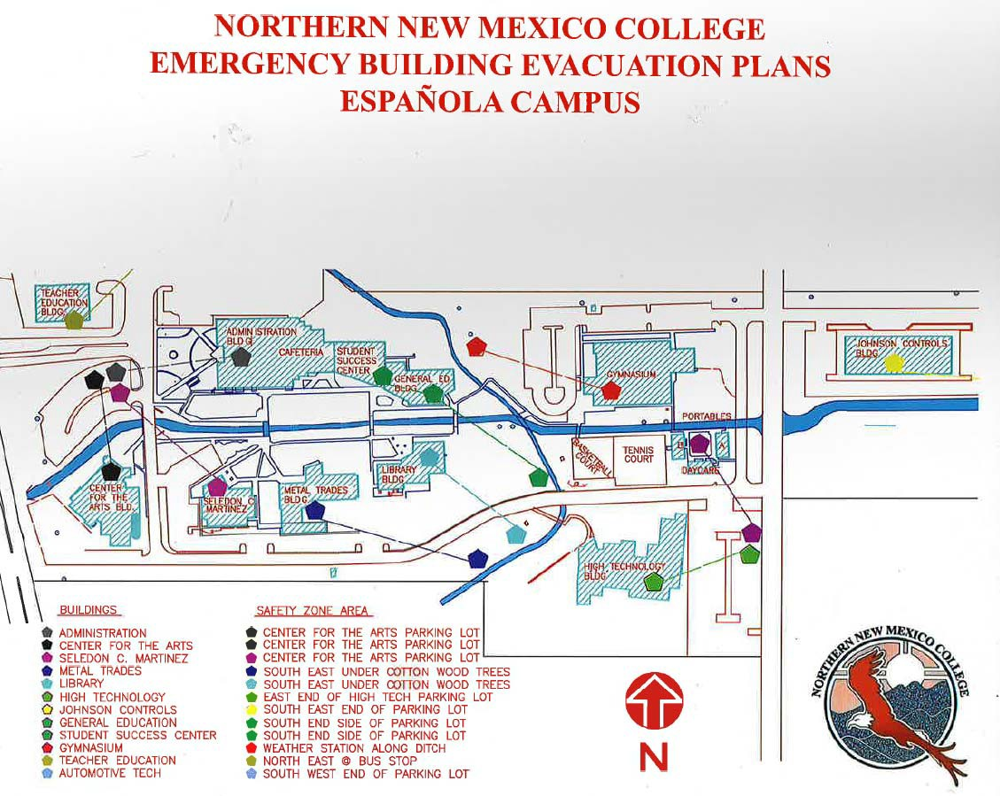 NORTHERN NEW MEXICO COLLEGE
EMERGENCY BUILDING EVACUATION PLANS
ESPAÑOLA CAMPUS
TEACHER
EDUCATION
BLDG.
ADMINISTRATION
BLD G
CAFETERIA
STUDENT
SUCCESS
CENTER
GENERAL ED
BLDG.
GYMNASIUM
JOHNSON CONTROLS
BLDG
PORTABLES
B
A
DAYCARE
BASKETBALL
COURT
TENNIS
COURT
LIBRARY
BLDG
CENTER
FOR THE
ARTS BLD.
SELEDON C
MARTINEZ
METAL TRADES
BLDG
HIGH TECHNOLOGY
BLDG
BUILDINGS
ADMINISTRATION
CENTER FOR THE ARTS
SELEDON C. MARTINEZ
METAL TRADES
LIBRARY
HIGH TECHNOLOGY
JOHNSON CONTROLS
GENERAL EDUCATION
STUDENT SUCCESS CENTER
GYMNASIUM
TEACHER EDUCATION
AUTOMOTIVE TECH
SAFETY ZONE AREA
CENTER FOR THE ARTS PARKING LOT
CENTER FOR THE ARTS PARKING LOT
CENTER FOR THE ARTS PARKING LOT
SOUTH EAST UNDER COTTON WOOD TREES
SOUTH EAST UNDER COTTON WOOD TREES
EAST END OF HIGH TECH PARKING LOT
SOUTH EAST END OF PARKING LOT
SOUTH END SIDE OF PARKING LOT
SOUTH END SIDE OF PARKING LOT
WEATHER STATION ALONG DITCH
NORTH EAST @ BUS STOP
SOUTH WEST END OF PARKING LOT
N
NORTHERN NEW MEXICO COLLEGE